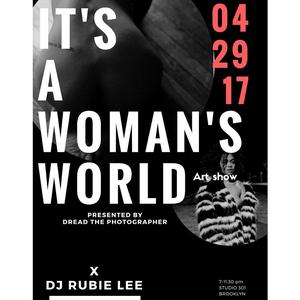 IT'S
A
WOMAN'S
WORLD
Art show
04
29
17
PRESENTED BY
DREAD THE PHOTOGRAPHER
X
DJ RUBIE LEE
7-11:30 pm
STUDIO 301
BROOKLYN